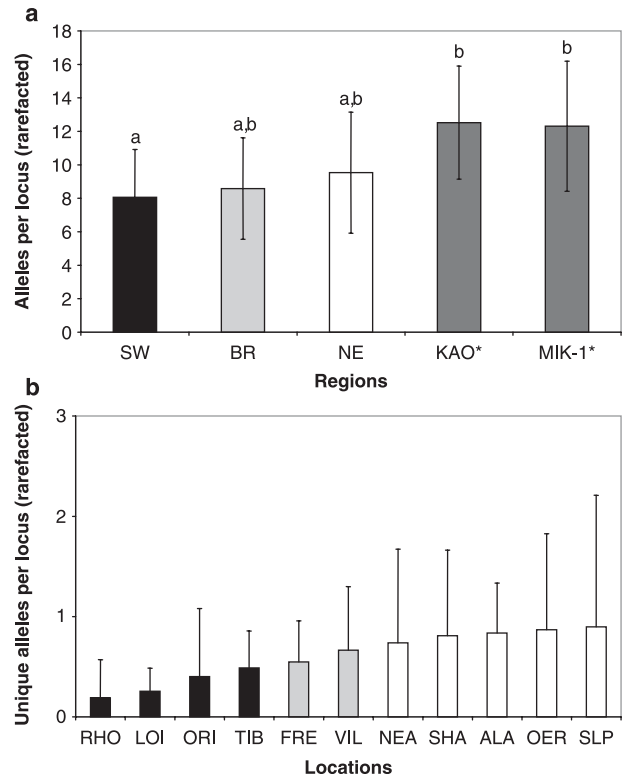 a
Alleles per locus (rarefacted)
18
16
14
12
10
8
6
4
2
0
a
a,b
a,b
b
b
SW BR NE KAO* MIK-1*
Regions
b
Unique alleles per locus (rarefacted)
3
2
1
0
RHO LOI ORI TIB FRE VIL NEA SHA ALA OER SLP
Locations